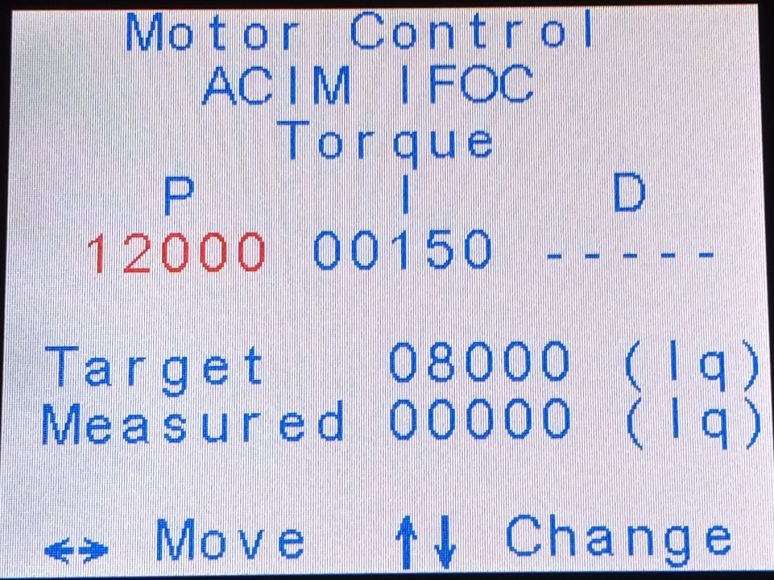 Motor Control
ACIM IFOC
Torque
P I D
12000 00150 -----
Target 08000 (Iq)
Measured 00000 (Iq)
↔ Move ↑↓ Change